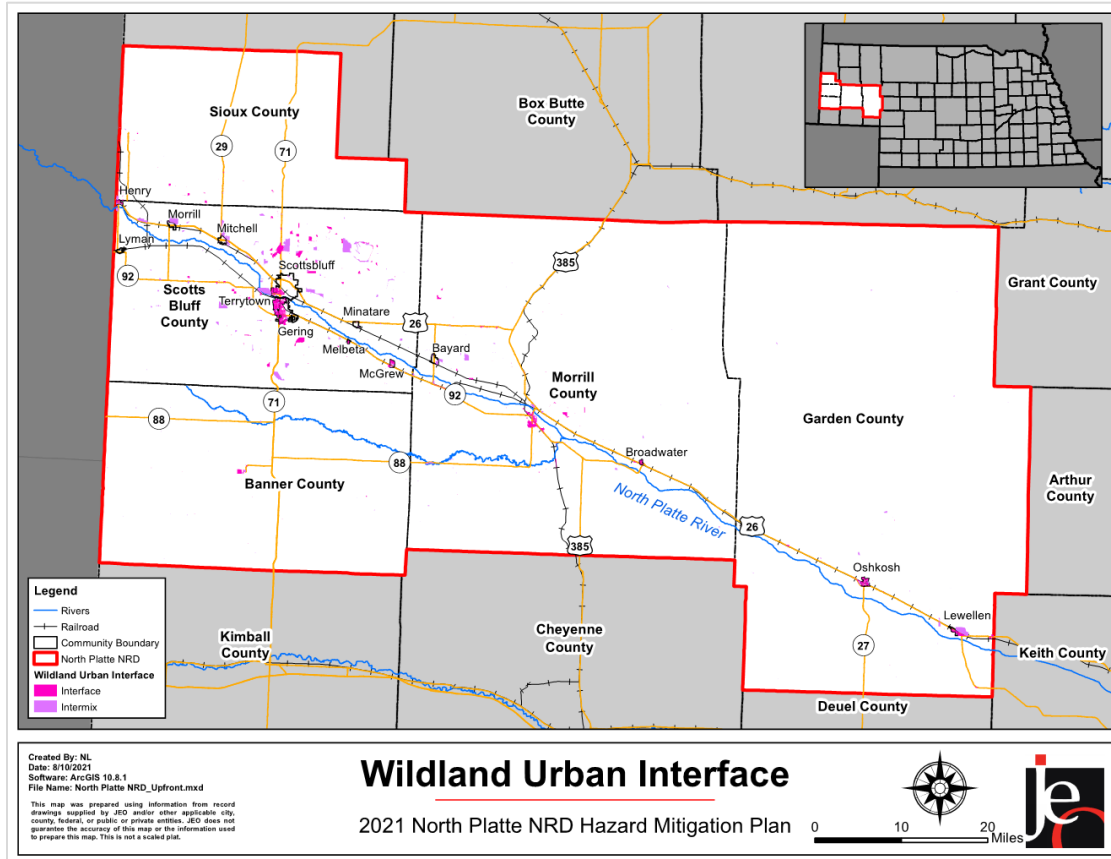 Sioux County
Box Butte
County
29
71
Henry
Morrill
Mitchell
Lyman
Scottsbluff
385
92
Grant County
Scotts
Bluff
County
Terrytown
Minatare
26
Gering
Melbeta
Bayard
McGrew
Morrill
County
92
71
88
Garden County
88
Broadwater
Banner County
Arthur
County
North Platte River
26
385
Oshkosh
Lewellen
Kimball
County
Cheyenne
County
27
Keith County
Deuel County
Legend
Rivers
Railroad
Community Boundary
North Platte NRD
Wildland Urban Interface
Interface
Intermix
Created By: NL
Date: 8/10/2021
Software: ArcGIS 10.8.1
File Name: North Platte NRD_Upfront.mxd
This map was prepared using information from record
drawings supplied by JEO and/or other applicable city,
county, federal, or public or private entities. JEO does not
guarantee the accuracy of this map or the information used
to prepare this map. This is not a scaled plat.
Wildland Urban Interface
2021 North Platte NRD Hazard Mitigation Plan
0 10 20 Miles
jeo